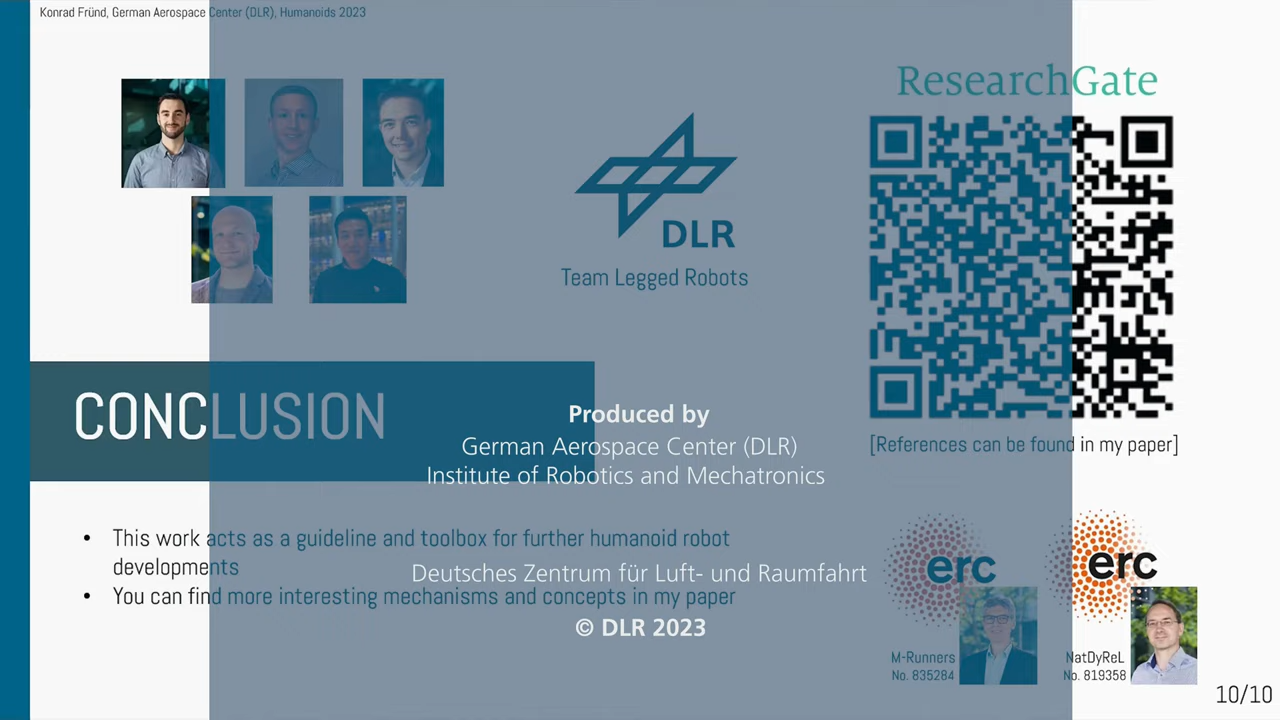 Konrad Fründ, German Aerospace Center (DLR), Humanoids 2023
ResearchGate
DLR
Team Legged Robots
CONCLUSION
Produced by
German Aerospace Center (DLR)
Institute of Robotics and Mechatronics
[References can be found in my paper]
• This work acts as a guideline and toolbox for further humanoid robot
developments
• You can find more interesting mechanisms and concepts in my paper
Deutsches Zentrum für Luft- und Raumfahrt
© DLR 2023
erc
M-Runners
No. 835284
erc
NatDyReL
No. 819358
10/10